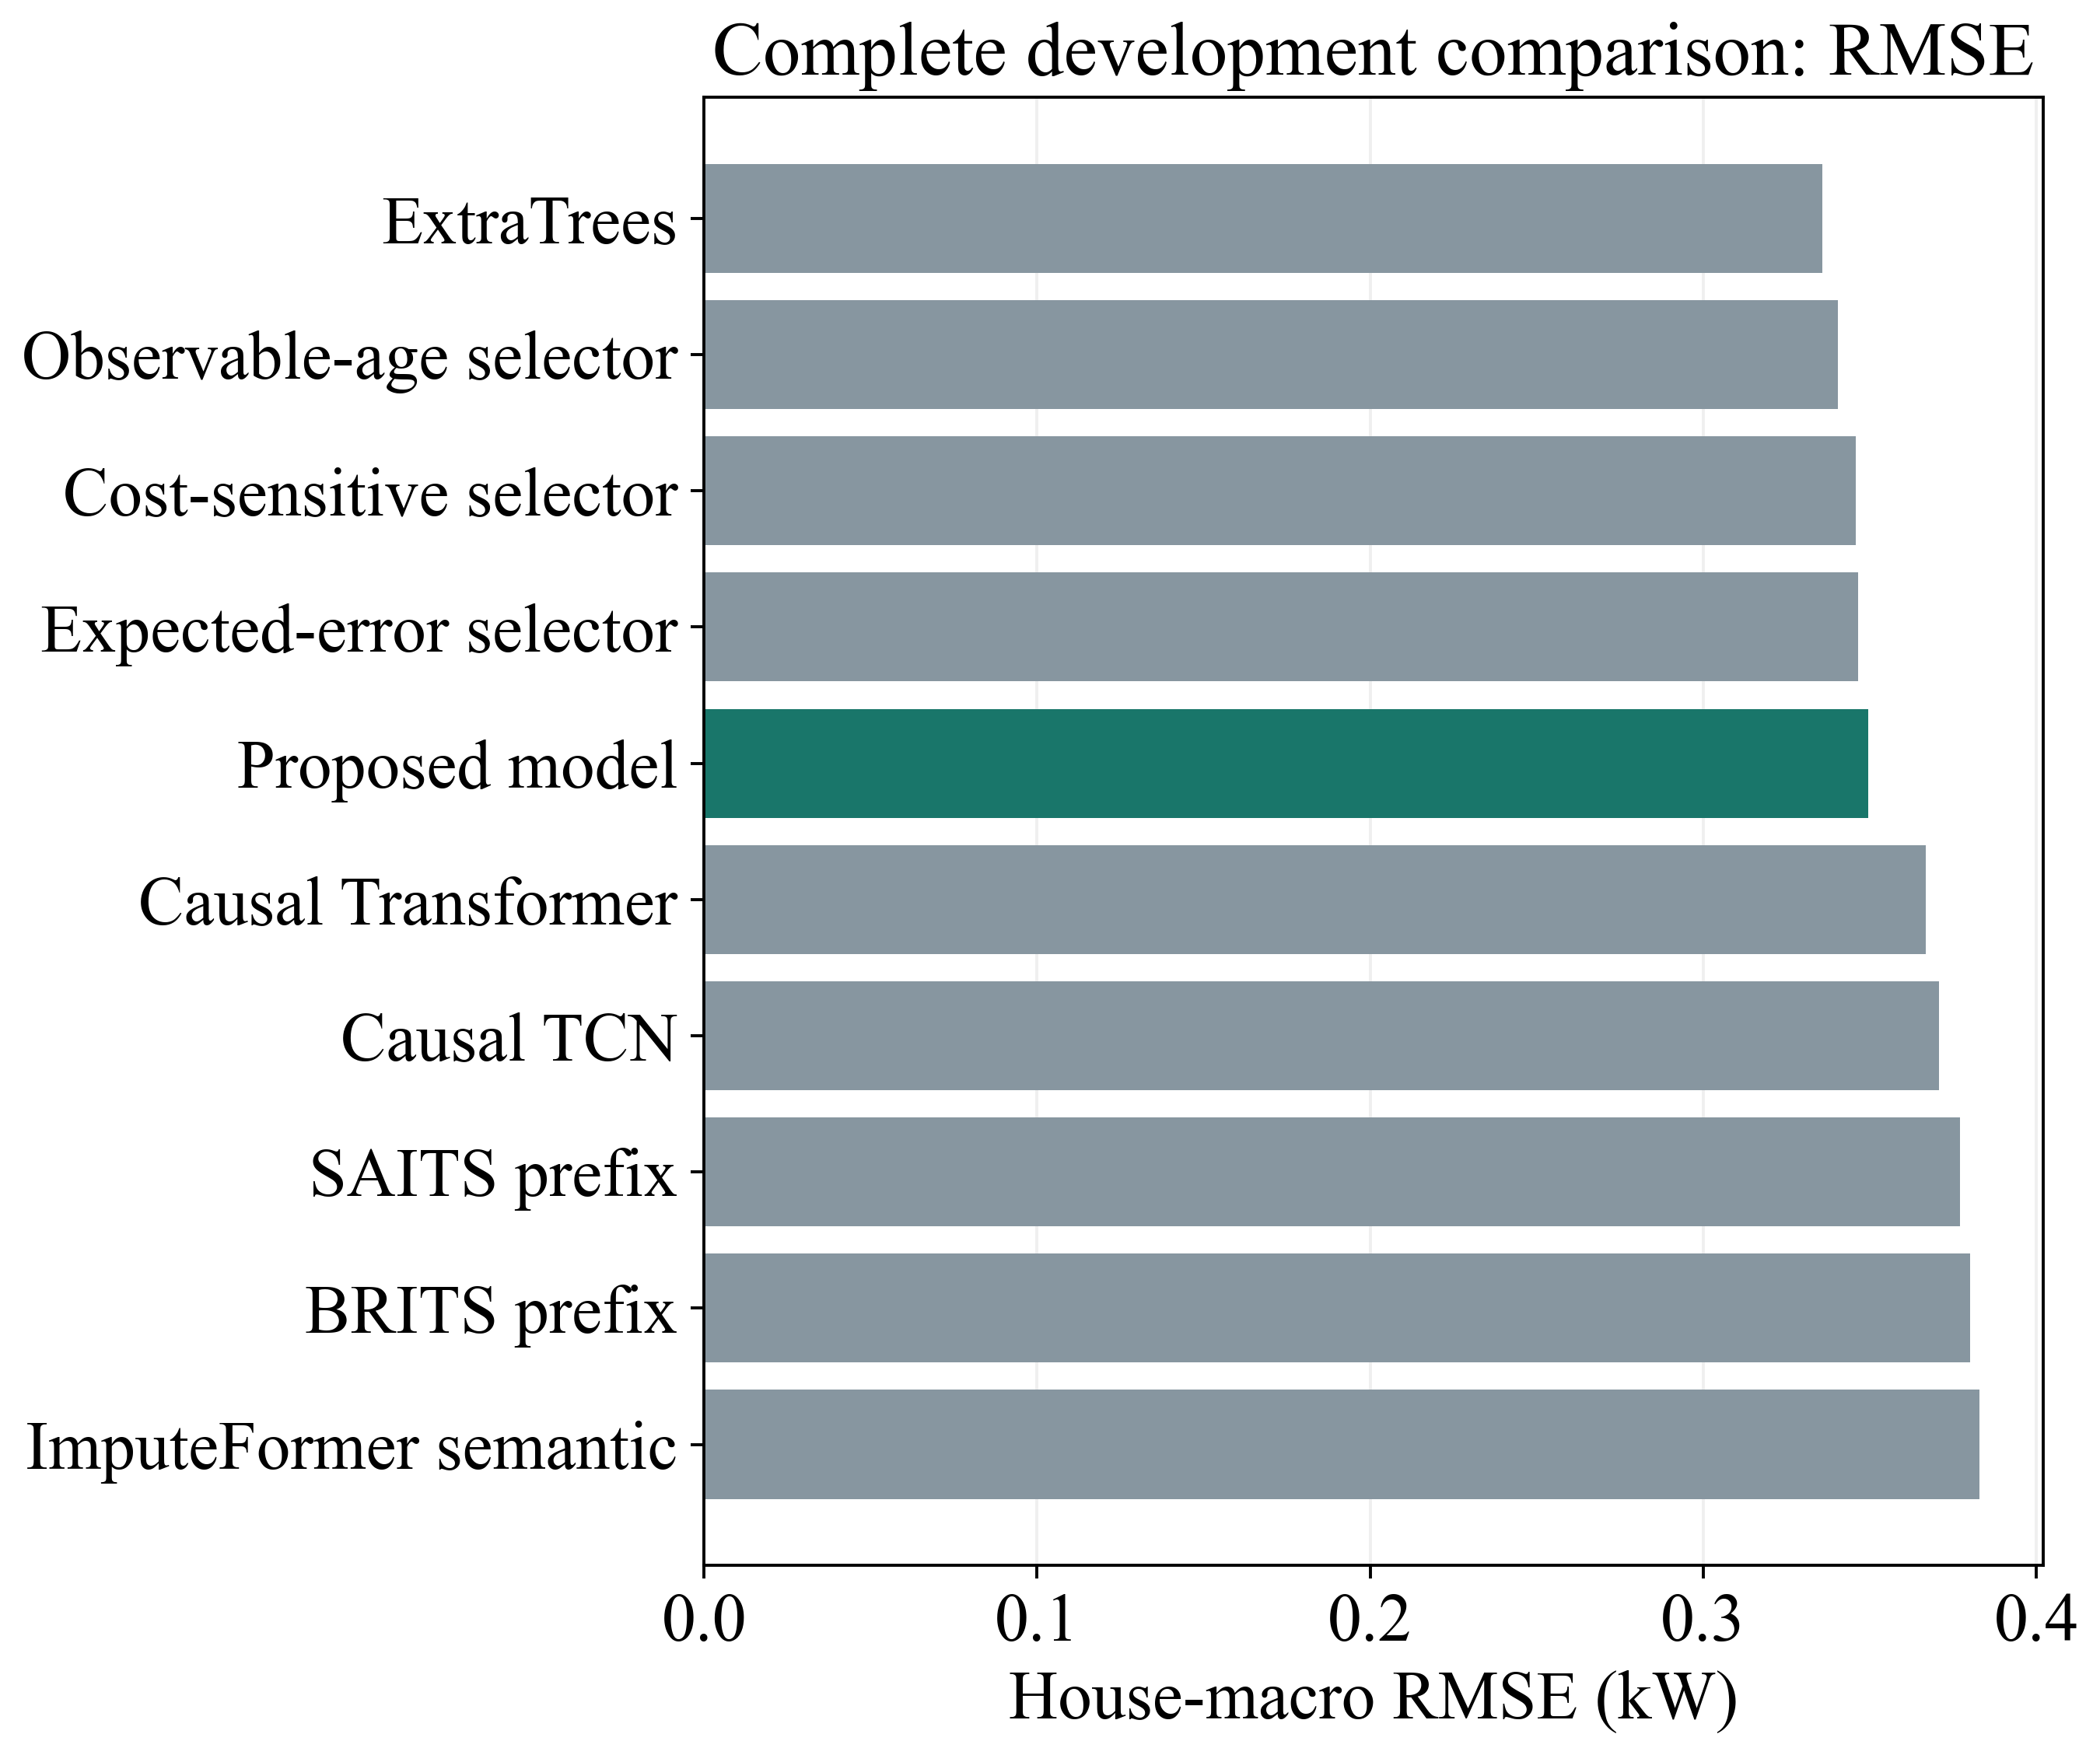 Complete development comparison: RMSE
ExtraTrees
Observable-age selector
Cost-sensitive selector
Expected-error selector
Proposed model
Causal Transformer
Causal TCN
SAITS prefix
BRITS prefix
ImputeFormer semantic
0.0 0.1 0.2 0.3 0.4
House-macro RMSE (kW)